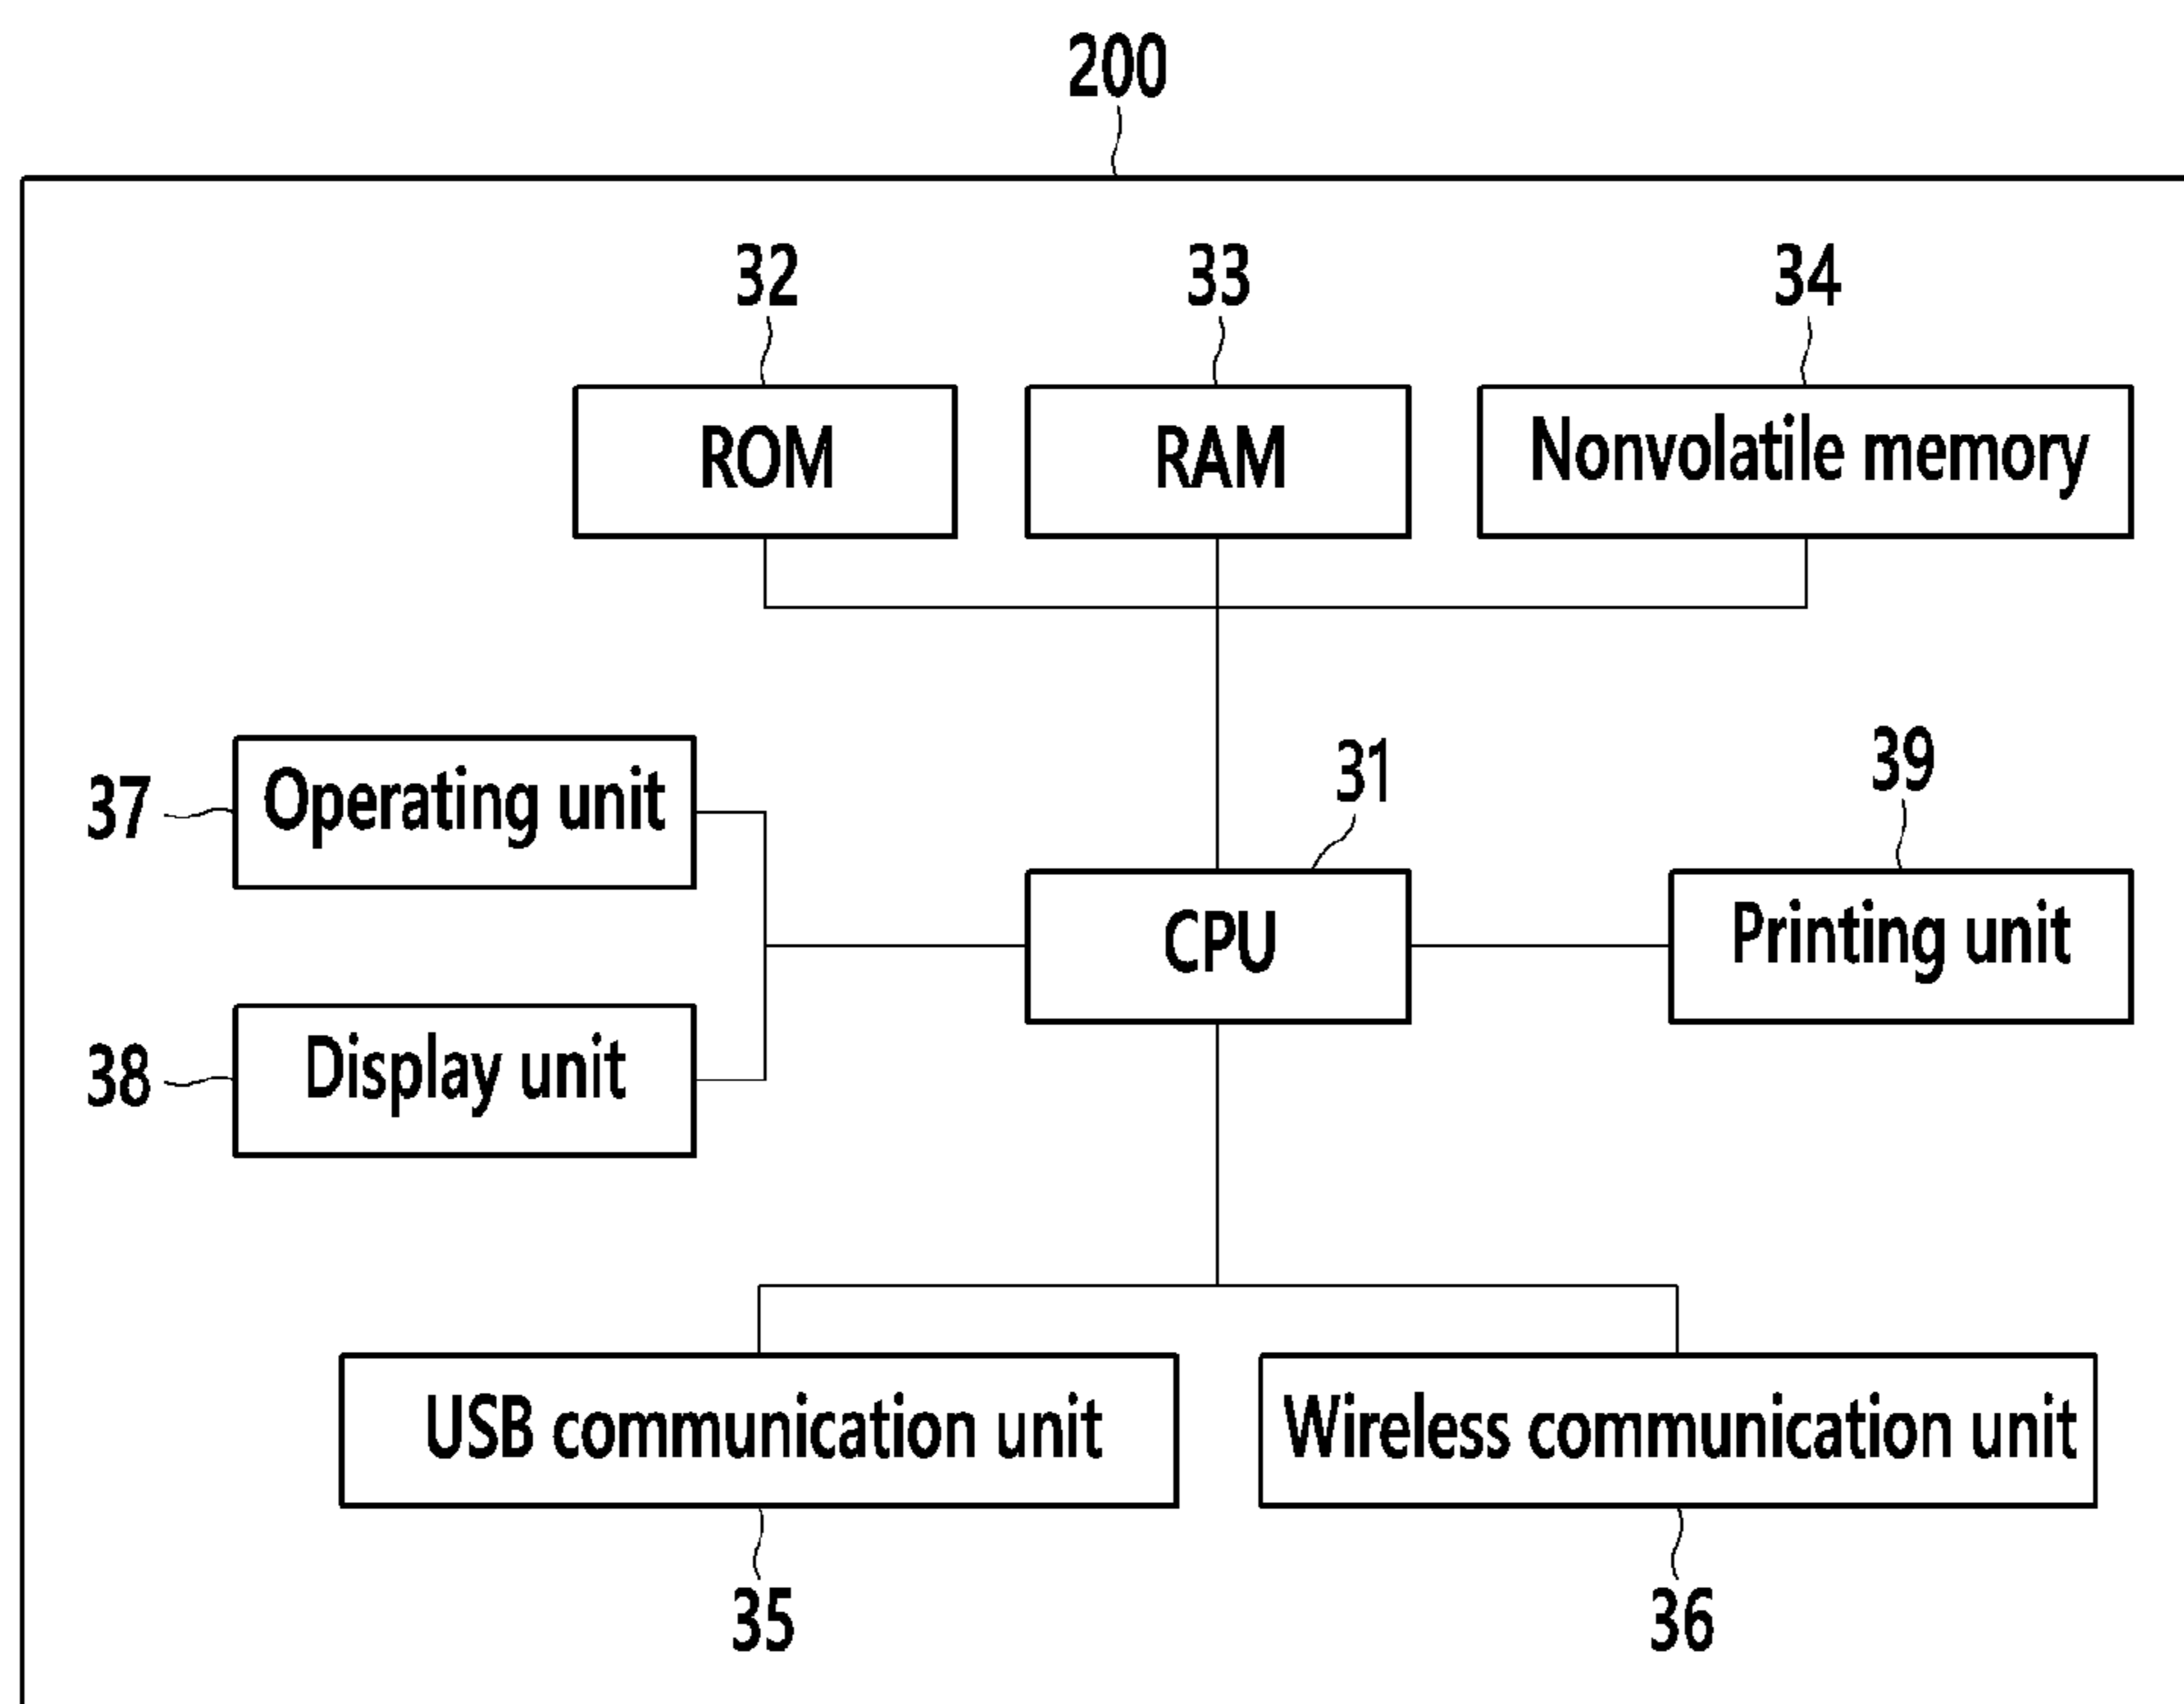 200
32
33
34
ROM
RAM
Nonvolatile memory
37
Operating unit
31
39
CPU
Printing unit
38
Display unit
USB communication unit
Wireless communication unit
35
36